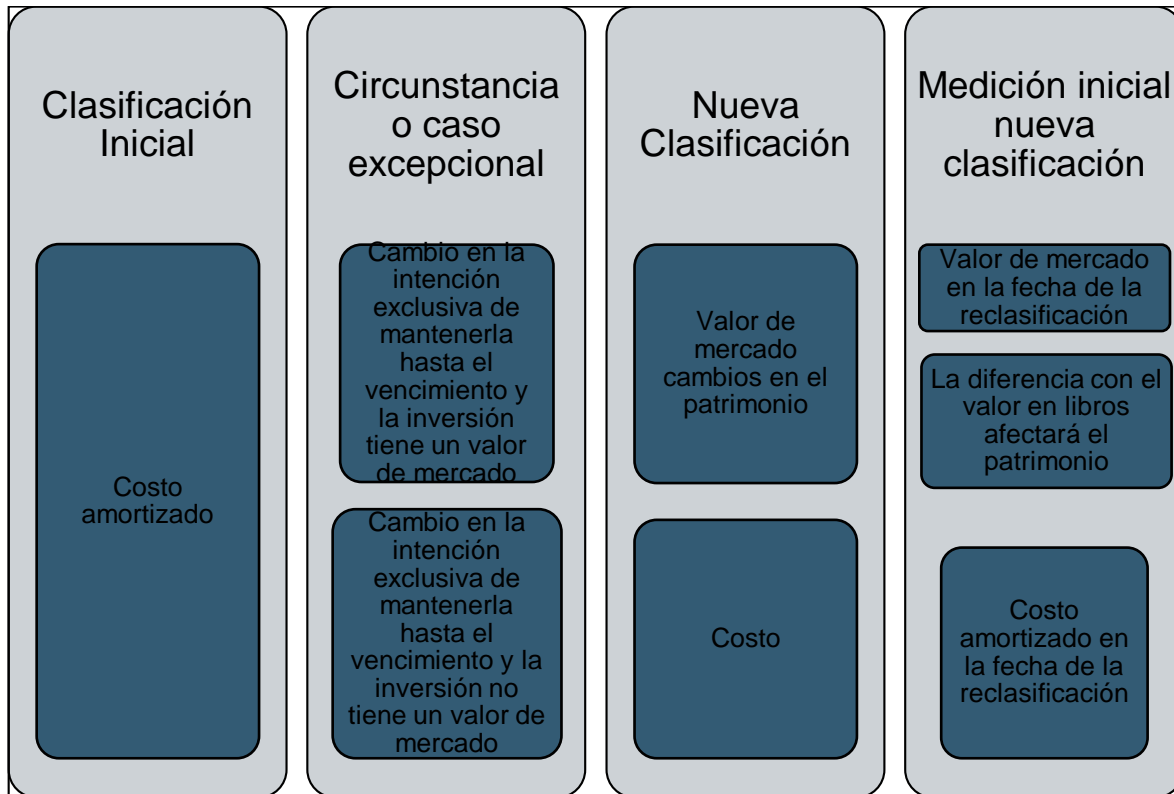 Clasificación
Inicial
Costo
amortizado
Circunstancia
o caso
excepcional
Cambio en la
intención
exclusiva de
mantenerla
hasta el
vencimiento y
la inversión
tiene un valor
de mercado
Cambio en la
intención
exclusiva de
mantenerla
hasta el
vencimiento y la
inversión no
tiene un valor de
mercado
Nueva
Clasificación
Valor de
mercado
cambios en el
patrimonio
Costo
Medición inicial
nueva
clasificación
Valor de mercado
en la fecha de la
reclasificación
La diferencia con el
valor en libros
afectará el
patrimonio
Costo
amortizado en
la fecha de la
reclasificación